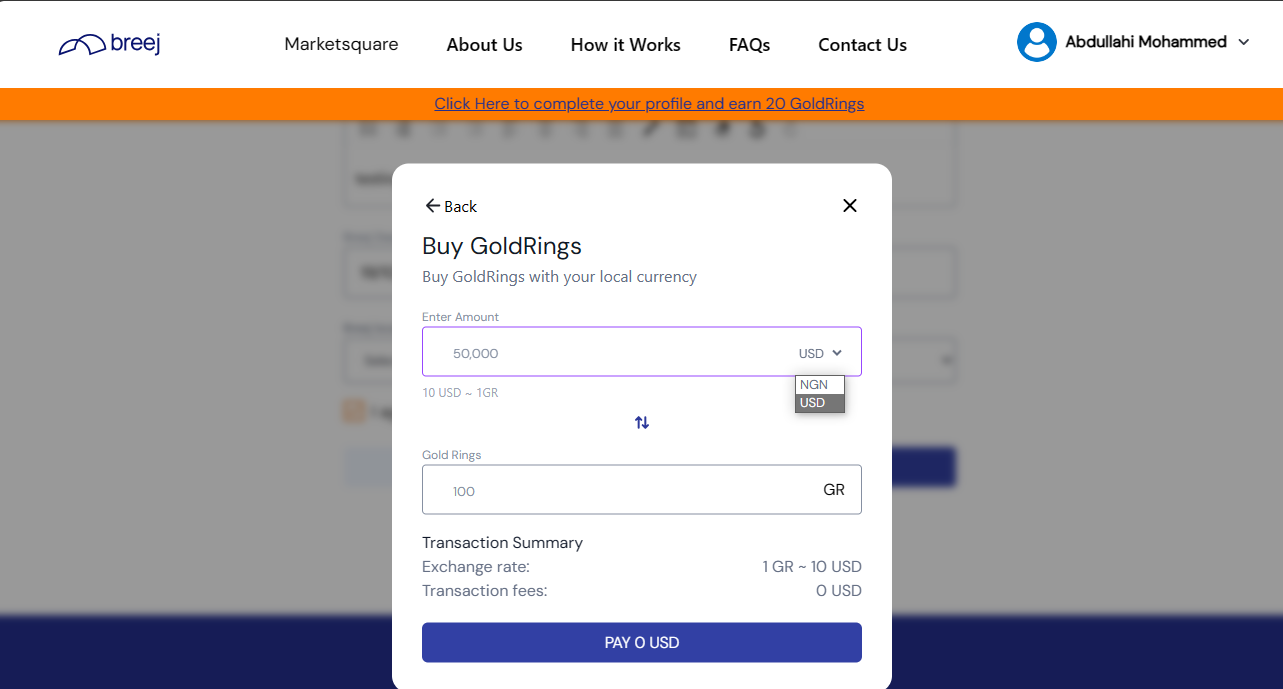 breej
Marketsquare
About Us
How it Works
FAQs
Contact Us
Abdullahi Mohammed
Click Here to complete your profile and earn 20 GoldRings
Back
Buy GoldRings
Buy GoldRings with your local currency
Enter Amount
50,000 USD
NGN
USD
10 USD ~ 1GR
Gold Rings
100 GR
Transaction Summary
Exchange rate: 1 GR ~ 10 USD
Transaction fees: 0 USD
PAY 0 USD